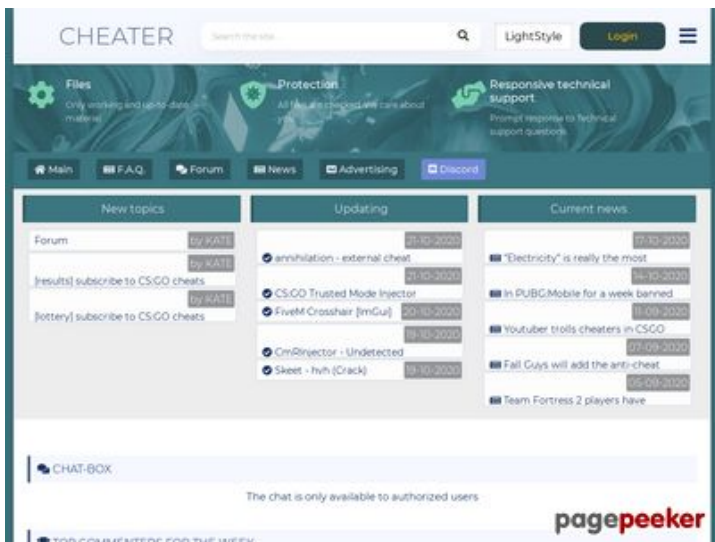 CHEATER
Search the site...
LightStyle
Login
Files
Only working and up-to-date
material
Protection
All files are checked, we care about
Responsive technical
support
Prompt response to Technical
support questions.
Main
F.A.Q.
Forum
News
Advertising
Discord
New topics
Forum
by KATE
by KATE
[results] subscribe to CS:GO cheats
by KATE
[lottery] subscribe to CS:GO cheats
Updating
21-10-2020
annihilation - external cheat
21-10-2020
CS:GO Trusted Mode Injector
FiveM Crosshair [ImGui]
20-10-2020
19-10-2020
CmRInjector - Undetected
Skeet - hvh (Crack)
19-10-2020
Current news
17-10-2020
"Electricity" is really the most
14-10-2020
In PUBG:Mobile for a week banned
11-09-2020
Youtuber trolls cheaters in CSGO
07-09-2020
Fall Guys will add the anti-cheat
05-09-2020
Team Fortress 2 players have
CHAT-BOX
The chat is only available to authorized users
TOP COMMENTERS FOR THE WEEK
pagepeeker